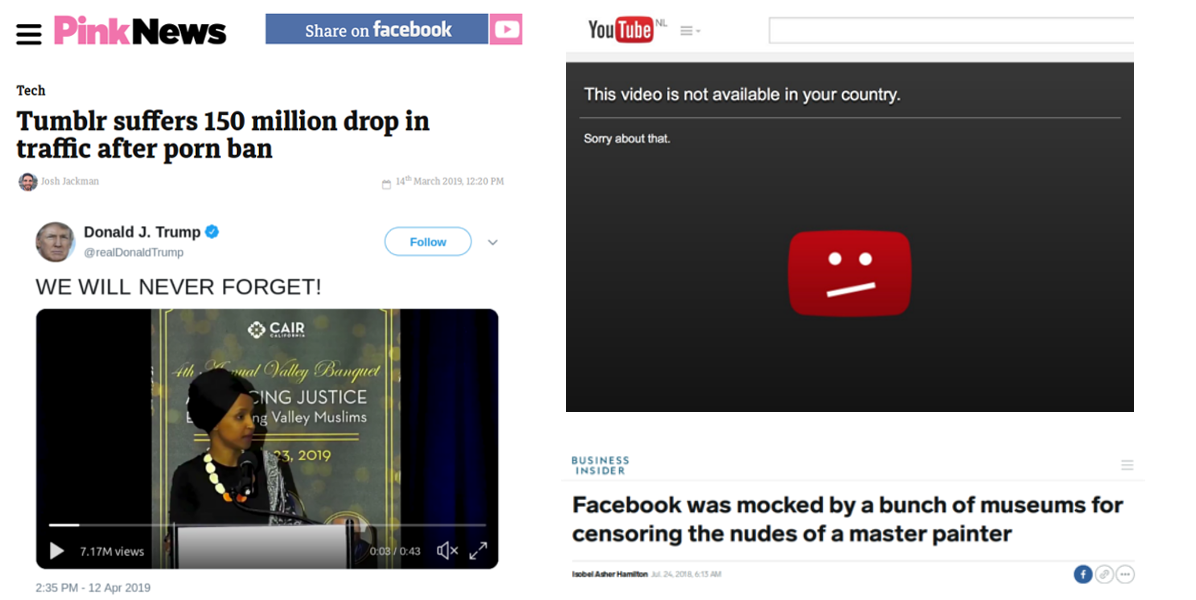 PinkNews
Share on facebook
Tech
Tumblr suffers 150 million drop in
traffic after porn ban
Josh Jackman
14th March 2019, 12:20 PM
Donald J. Trump
@realDonaldTrump
Follow
WE WILL NEVER FORGET!
CAIR
CALIFORNIA
4th Annual Valley Banquet
CING JUSTICE
ng Valley Muslims
23, 2019
7.17M views
0:03 / 0:43
2:35 PM - 12 Apr 2019
YouTube NL
This video is not available in your country.
Sorry about that.
BUSINESS
INSIDER
Facebook was mocked by a bunch of museums for
censoring the nudes of a master painter
Isobel Asher Hamilton Jul. 24, 2018, 6:13 AM